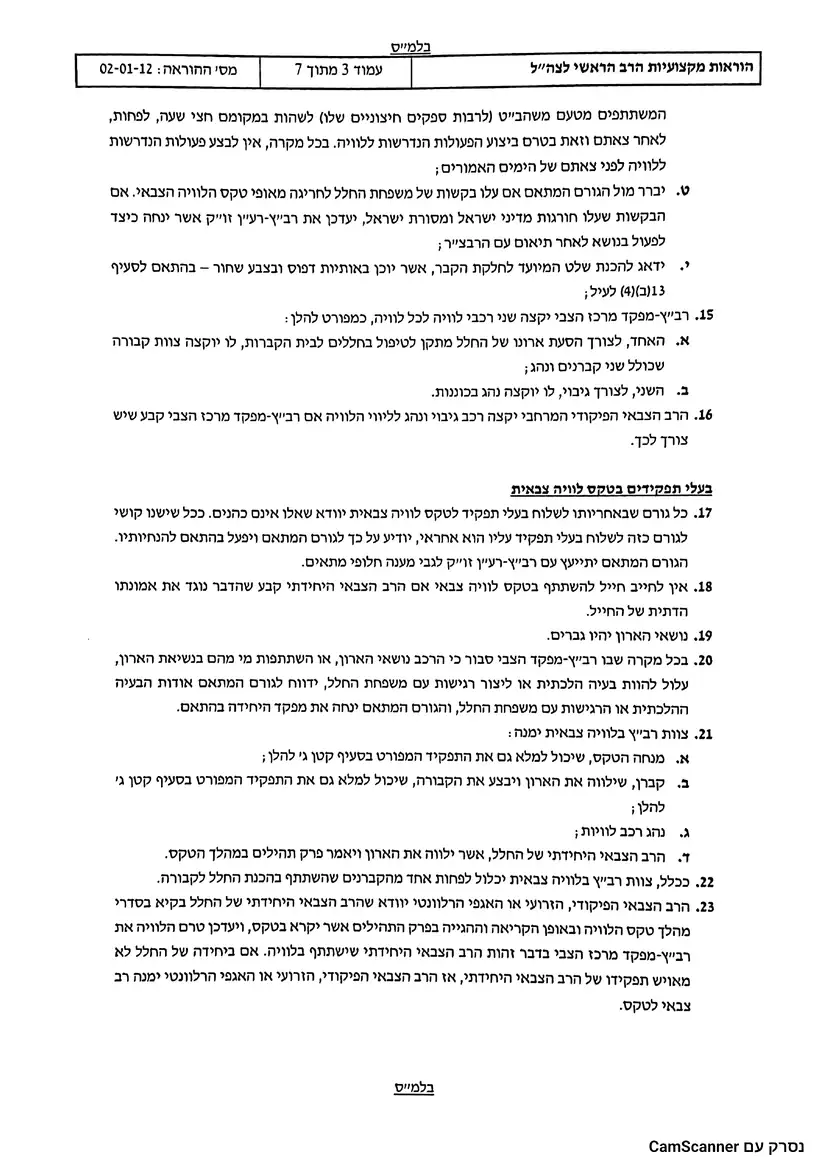 בלמ״ס
הוראות מקצועיות הרב הראשי לצה״ל
עמוד 3 מתוך 7
מסי ההוראה: 02-01-12
המשתתפים מטעם משהב״ט (לרבות ספקים חיצוניים שלו) לשהות במקומם חצי שעה, לפחות,
לאחר צאתם וזאת בטרם ביצוע הפעולות הנדרשות ללוויה. בכל מקרה, אין לבצע פעולות הנדרשות
ללוויה לפני צאתם של הימים האמורים;
ט. יברר מול הגורם המתאם אם עלו בקשות של משפחת החלל לחריגה מאופי טקס הלוויה הצבאי. אם
הבקשות שעלו חורגות מדיני ישראל ומסורת ישראל, יעדכן את רב״ץ-רע״ן זו״ק אשר ינחה כיצד
לפעול בנושא לאחר תיאום עם הרבצ״ר;
י. ידאג להכנת שלט המיועד לחלקת הקבר, אשר יוכן באותיות דפוס ובצבע שחור – בהתאם לסעיף
13(ב)(4) לעיל;
15. רב״ץ-מפקד מרכז הצבי יקצה שני רכבי לוויה לכל לוויה, כמפורט להלן:
א. האחד, לצורך הסעת ארונו של החלל מתקן לטיפול בחללים לבית הקברות, לו יוקצה צוות קבורה
שכולל שני קברנים ונהג;
ב. השני, לצורך גיבוי, לו יוקצה נהג בכוננות.
16. הרב הצבאי הפיקודי המרחבי יקצה רכב גיבוי ונהג לליווי הלוויה אם רב״ץ-מפקד מרכז הצבי קבע שיש
צורך לכך.
בעלי תפקידים בטקס לוויה צבאית
17. כל גורם שבאחריותו לשלוח בעלי תפקיד לטקס לוויה צבאית יוודא שאלו אינם כהנים. ככל שישנו קושי
לגורם כזה לשלוח בעלי תפקיד עליו הוא אחראי, יודיע על כך לגורם המתאם ויפעל בהתאם להנחיותיו.
הגורם המתאם יתייעץ עם רב״ץ-רע״ן זו״ק לגבי מענה חלופי מתאים.
18. אין לחייב חייל להשתתף בטקס לוויה צבאי אם הרב הצבאי היחידתי קבע שהדבר נוגד את אמונתו
הדתית של החייל.
19. נושאי הארון יהיו גברים.
20. בכל מקרה שבו רב״ץ-מפקד הצבי סבור כי הרכב נושאי הארון, או השתתפות מי מהם בנשיאת הארון,
עלול להוות בעיה הלכתית או ליצור רגישות עם משפחת החלל, ידווח לגורם המתאם אודות הבעיה
ההלכתית או הרגישות עם משפחת החלל, והגורם המתאם ינחה את מפקד היחידה בהתאם.
21. צוות רב״ץ בלוויה צבאית ימנה:
א. מנחה הטקס, שיכול למלא גם את התפקיד המפורט בסעיף קטן ג׳ להלן;
ב. קברן, שילווה את הארון ויבצע את הקבורה, שיכול למלא גם את התפקיד המפורט בסעיף קטן ג׳
להלן;
ג. נהג רכב לוויות;
ד. הרב הצבאי היחידתי של החלל, אשר ילווה את הארון ויאמר פרק תהילים במהלך הטקס.
22. ככלל, צוות רב״ץ בלוויה צבאית יכלול לפחות אחד מהקברנים שהשתתף בהכנת החלל לקבורה.
23. הרב הצבאי הפיקודי, הזרועי או האגפי הרלוונטי יוודא שהרב הצבאי היחידתי של החלל בקיא בסדרי
מהלך טקס הלוויה ובאופן הקריאה וההגייה בפרק התהילים אשר יקרא בטקס, ויעדכן טרם הלוויה את
רב״ץ-מפקד מרכז הצבי בדבר זהות הרב הצבאי היחידתי שישתתף בלוויה. אם ביחידה של החלל לא
מאויש תפקידו של הרב הצבאי היחידתי, אז הרב הצבאי הפיקודי, הזרועי או האגפי הרלוונטי ימנה רב
צבאי לטקס.
בלמ״ס
נסרק עם CamScanner